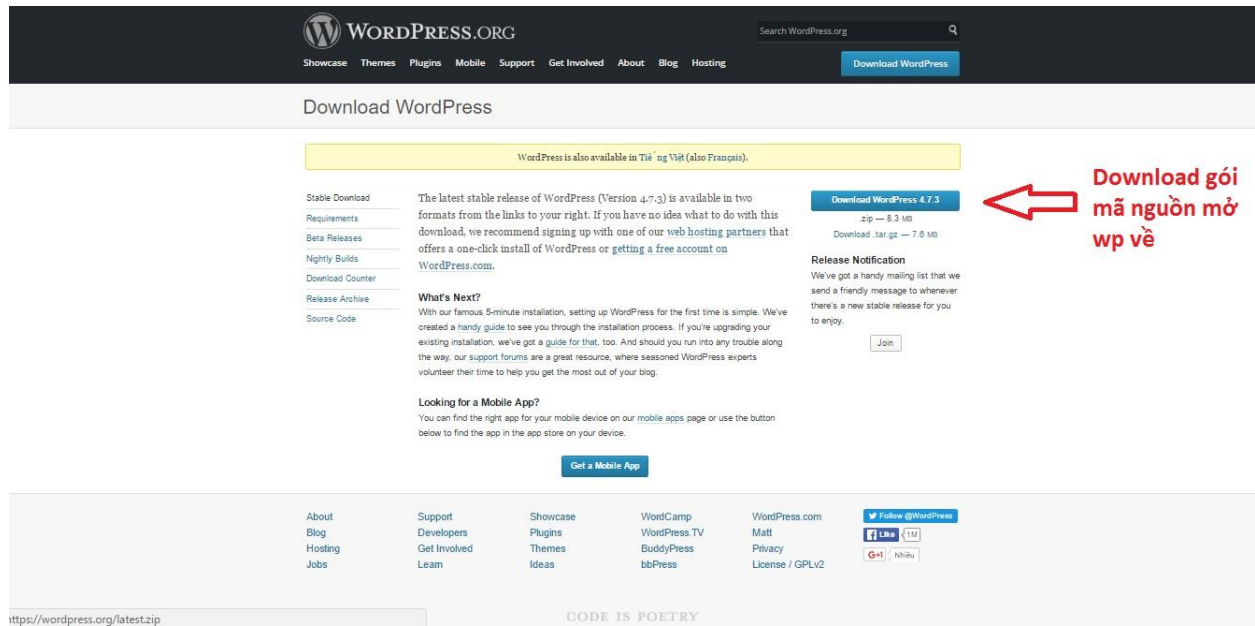 WORDPRESS.ORG
Search WordPress.org
Showcase Themes Plugins Mobile Support Get Involved About Blog Hosting
Download WordPress
Download WordPress
WordPress is also available in Tiếng Việt (also Français).
Stable Download
Requirements
Beta Releases
Nightly Builds
Download Counter
Release Archive
Source Code
The latest stable release of WordPress (Version 4.7.3) is available in two
formats from the links to your right. If you have no idea what to do with this
download, we recommend signing up with one of our web hosting partners that
offers a one-click install of WordPress or getting a free account on
WordPress.com.
What's Next?
With our famous 5-minute installation, setting up WordPress for the first time is simple. We've
created a handy guide to see you through the installation process. If you're upgrading your
existing installation, we've got a guide for that, too. And should you run into any trouble along
the way, our support forums are a great resource, where seasoned WordPress experts
volunteer their time to help you get the most out of your blog.
Looking for a Mobile App?
You can find the right app for your mobile device on our mobile apps page or use the button
below to find the app in the app store on your device.
Get a Mobile App
Download WordPress 4.7.3
.zip — 8.3 MB
Download .tar.gz — 7.6 MB
Release Notification
We've got a handy mailing list that we
send a friendly message to whenever
there's a new stable release for you
to enjoy.
Join
Download gói
mã nguồn mở
wp về
About
Blog
Hosting
Jobs
Support
Developers
Get Involved
Learn
Showcase
Plugins
Themes
Ideas
WordCamp
WordPress.TV
BuddyPress
bbPress
WordPress.com
Matt
Privacy
License / GPLv2
Follow @WordPress
Like 1M
G+1 Nhiều
CODE IS POETRY
https://wordpress.org/latest.zip